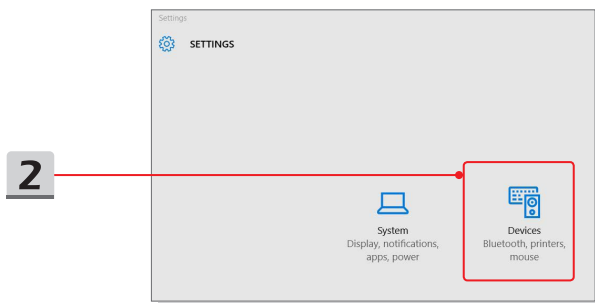 Settings
SETTINGS
2
System
Display, notifications,
apps, power
Devices
Bluetooth, printers,
mouse